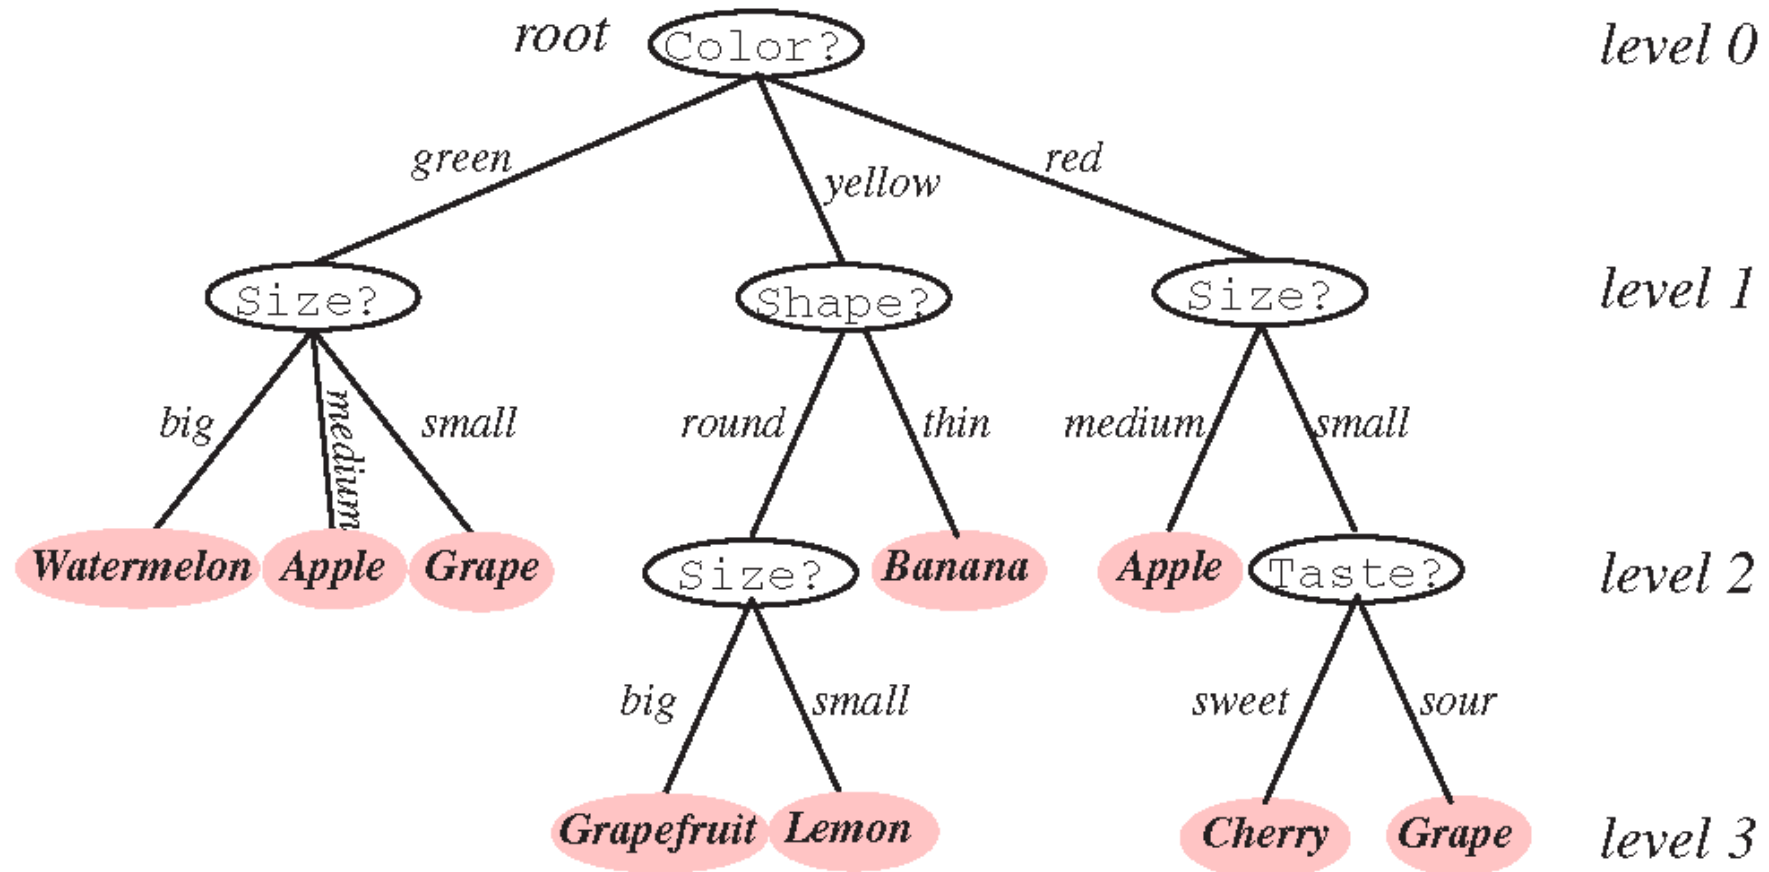 root Color? level 0
green yellow red
Size? Shape? Size? level 1
big medium small round thin medium small
Watermelon Apple Grape Size? Banana Apple Taste? level 2
big small sweet sour
Grapefruit Lemon Cherry Grape level 3